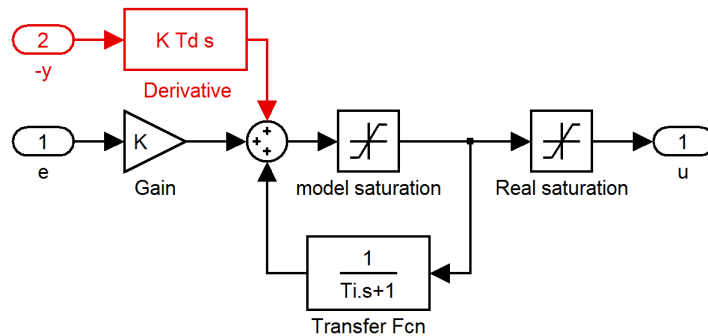 2
-y
K Td s
Derivative
1
e
K
Gain
+
+
+
model saturation
Real saturation
1
u
1
Ti.s+1
Transfer Fcn